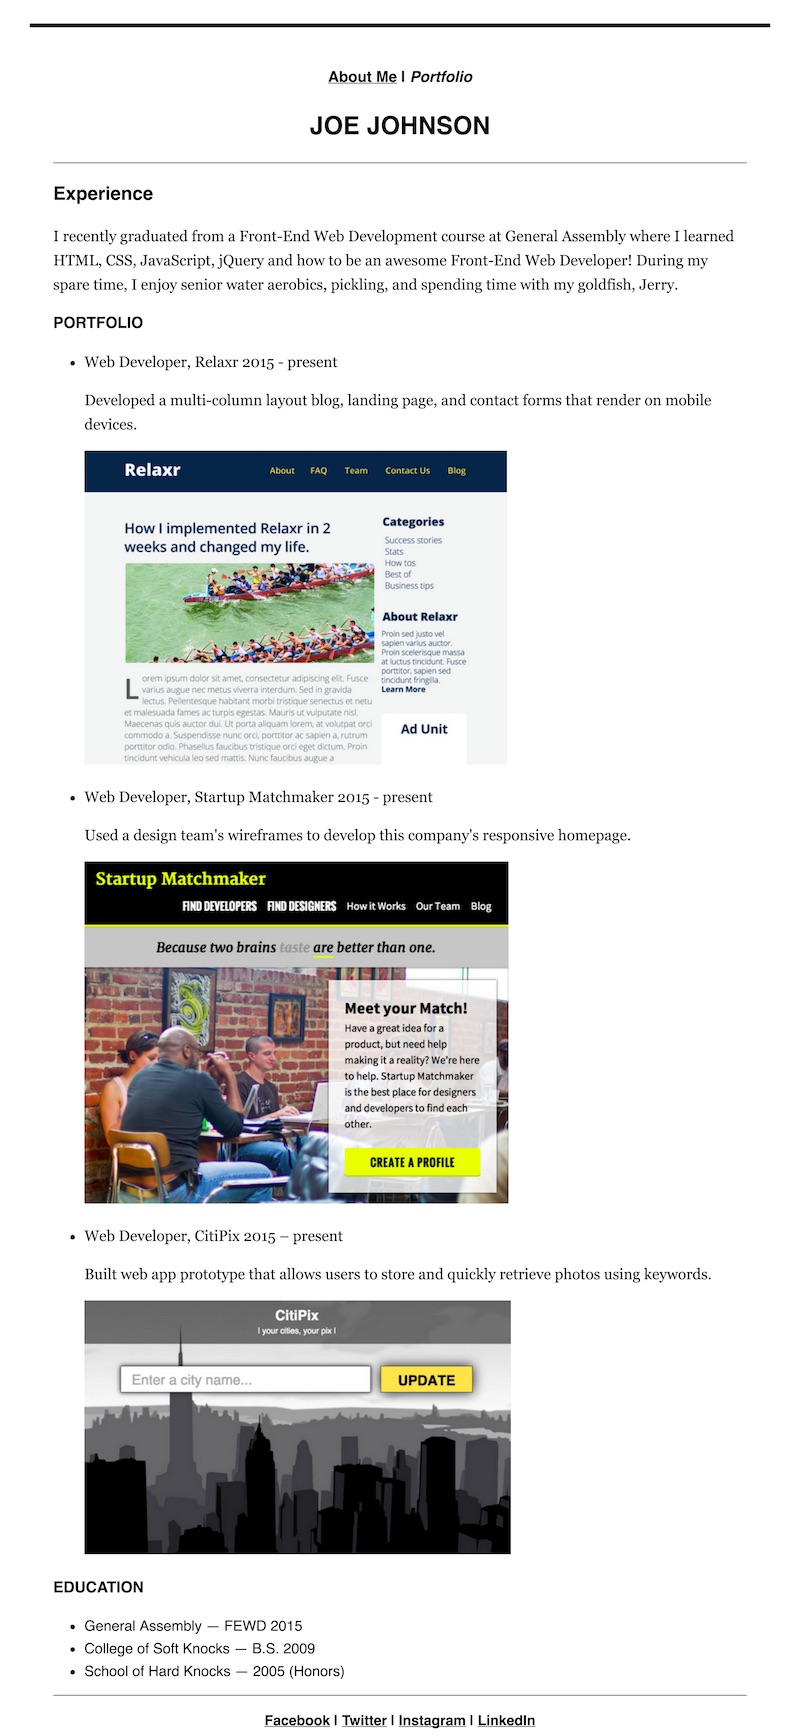 About Me | Portfolio
JOE JOHNSON
Experience
I recently graduated from a Front-End Web Development course at General Assembly where I learned
HTML, CSS, JavaScript, jQuery and how to be an awesome Front-End Web Developer! During my
spare time, I enjoy senior water aerobics, pickling, and spending time with my goldfish, Jerry.
PORTFOLIO
• Web Developer, Relaxr 2015 - present
Developed a multi-column layout blog, landing page, and contact forms that render on mobile
devices.
Relaxr About FAQ Team Contact Us Blog
How I implemented Relaxr in 2
weeks and changed my life.
Lorem ipsum dolor sit amet, consectetur adipiscing elit. Fusce
varius augue nec metus viverra interdum. Sed in gravida
lectus. Pellentesque habitant morbi tristique senectus et netu
et malesuada fames ac turpis egestas. Mauris ut vulputate nisl.
Maecenas quis auctor dui. Ut porta aliquam lorem, at volutpat orci
commodo a. Suspendisse nunc orci, porttitor ac sapien a, rutrum
porttitor odio. Phasellus faucibus tristique orci eget dictum. Proin
tincidunt vehicula leo sed mattis. Nunc faucibus augue a
Categories
Success stories
Stats
How tos
Best of
Business tips
About Relaxr
Proin sed justo vel
sapien varius auctor.
Proin scelerisque massa
at luctus tincidunt. Fusce
porttitor, sapien sed
tincidunt fringilla.
Learn More
Ad Unit
• Web Developer, Startup Matchmaker 2015 - present
Used a design team's wireframes to develop this company's responsive homepage.
Startup Matchmaker
FIND DEVELOPERS FIND DESIGNERS How it Works Our Team Blog
Because two brains taste are better than one.
Meet your Match!
Have a great idea for a
product, but need help
making it a reality? We're here
to help. Startup Matchmaker
is the best place for designers
and developers to find each
other.
CREATE A PROFILE
• Web Developer, CitiPix 2015 – present
Built web app prototype that allows users to store and quickly retrieve photos using keywords.
CitiPix
| your cities, your pix |
Enter a city name... UPDATE
EDUCATION
• General Assembly — FEWD 2015
• College of Soft Knocks — B.S. 2009
• School of Hard Knocks — 2005 (Honors)
Facebook | Twitter | Instagram | LinkedIn